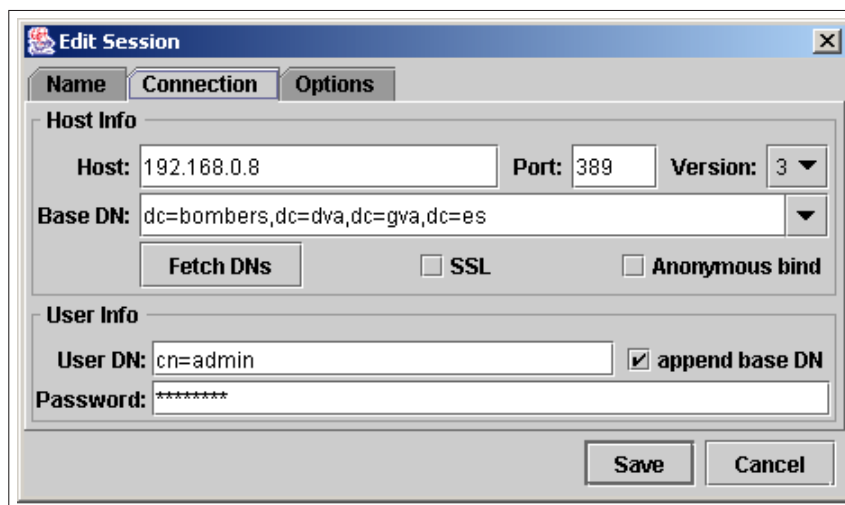 Edit Session
Name Connection Options
Host Info
Host: 192.168.0.8 Port: 389 Version: 3
Base DN: dc=bombers,dc=dva,dc=gva,dc=es
Fetch DNs SSL Anonymous bind
User Info
User DN: cn=admin append base DN
Password: ********
Save Cancel